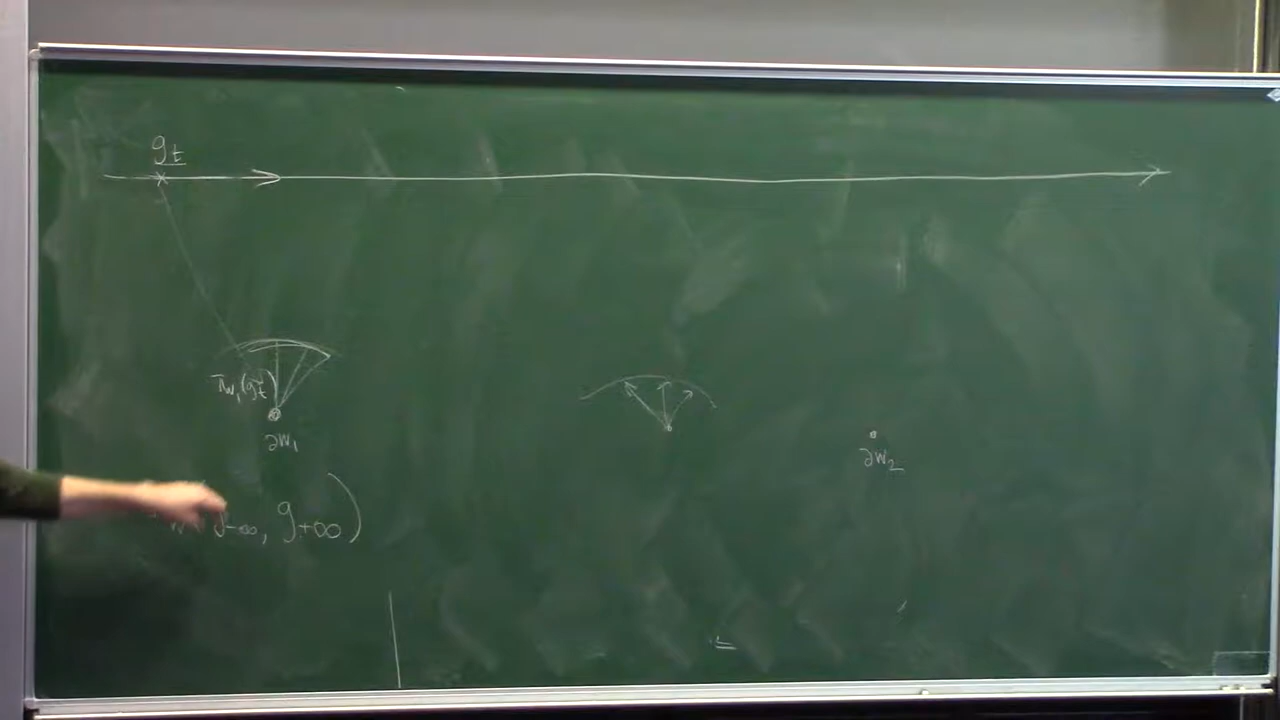 g_t
π_{W_1}(g_t)
∂W_1
∂W_2
g_{-∞}, g_{+∞})